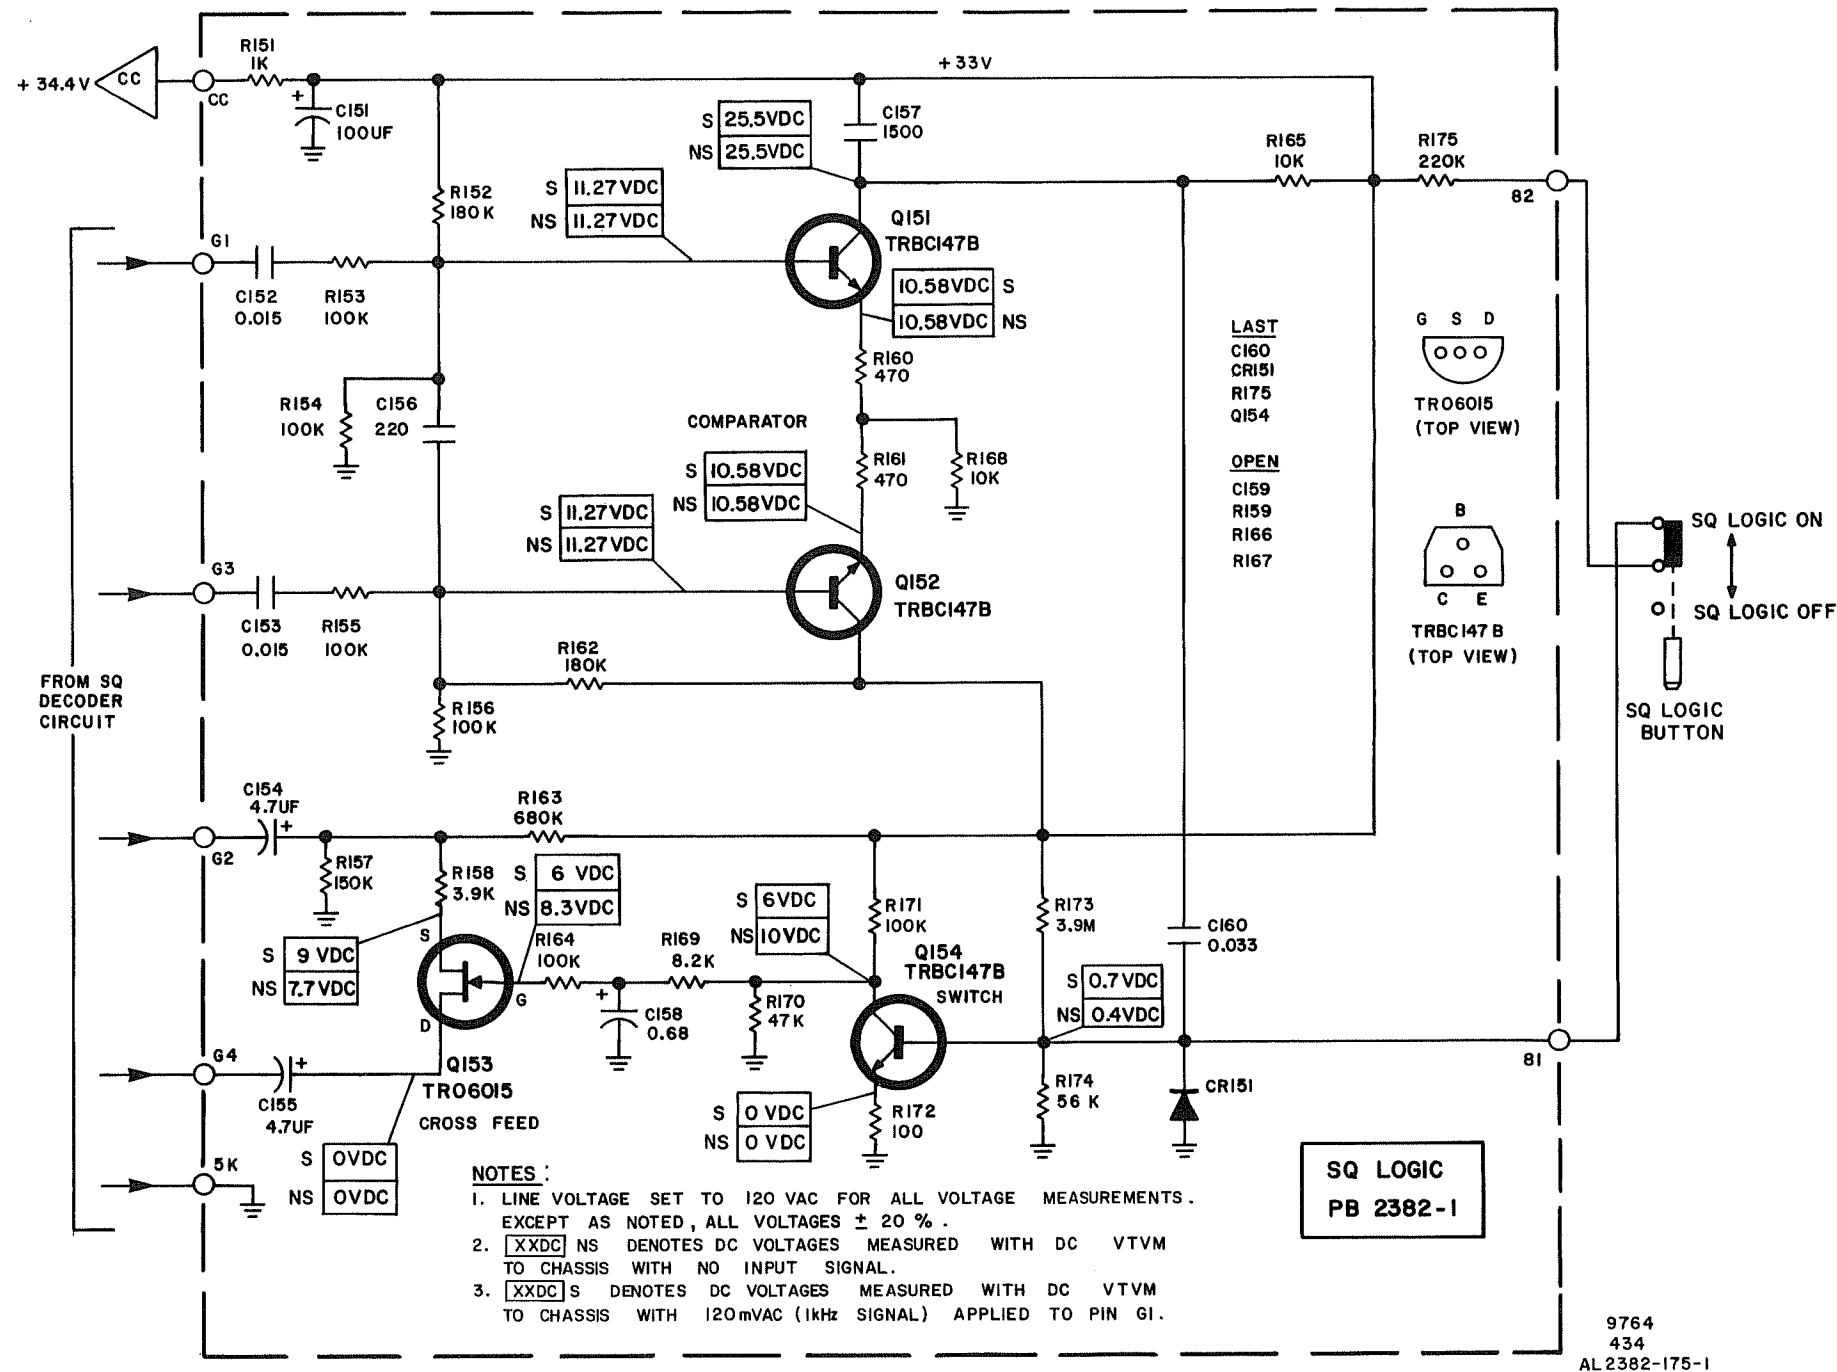 + 34.4V
CC
CC
R151
1K
+
C151
100UF
+33V
C157
1500
S 25.5VDC
NS 25.5VDC
R152
180K
S 11.27VDC
NS 11.27VDC
Q151
TRBC147B
R165
10K
R175
220K
82
G1
C152
0.015
R153
100K
10.58VDC S
10.58VDC NS
R160
470
R154
100K
C156
220
COMPARATOR
S 10.58VDC
NS 10.58VDC
R161
470
R168
10K
LAST
C160
CR151
R175
Q154
OPEN
C159
R159
R166
R167
G S D
TR06015
(TOP VIEW)
B
C E
TRBC147B
(TOP VIEW)
SQ LOGIC ON
SQ LOGIC OFF
SQ LOGIC
BUTTON
S 11.27VDC
NS 11.27VDC
G3
C153
0.015
R155
100K
Q152
TRBC147B
R162
180K
R156
100K
FROM SQ
DECODER
CIRCUIT
C154
4.7UF
+
G2
R157
150K
R163
680K
R158
3.9K
S 6 VDC
NS 8.3VDC
S 9 VDC
NS 7.7VDC
S
G
D
R164
100K
+
C158
0.68
R169
8.2K
R170
47K
S 6VDC
NS 10VDC
R171
100K
Q154
TRBC147B
SWITCH
R173
3.9M
C160
0.033
S 0.7VDC
NS 0.4VDC
81
G4
C155
4.7UF
+
Q153
TR06015
CROSS FEED
S 0VDC
NS 0VDC
S 0 VDC
NS 0 VDC
R172
100
R174
56 K
CR151
5K
SQ LOGIC
PB 2382-1
NOTES:
1. LINE VOLTAGE SET TO 120 VAC FOR ALL VOLTAGE MEASUREMENTS.
EXCEPT AS NOTED, ALL VOLTAGES ± 20 %.
2. XXDC NS DENOTES DC VOLTAGES MEASURED WITH DC VTVM
TO CHASSIS WITH NO INPUT SIGNAL.
3. XXDC S DENOTES DC VOLTAGES MEASURED WITH DC VTVM
TO CHASSIS WITH 120mVAC (1kHz SIGNAL) APPLIED TO PIN G1.
9764
434
AL2382-175-1